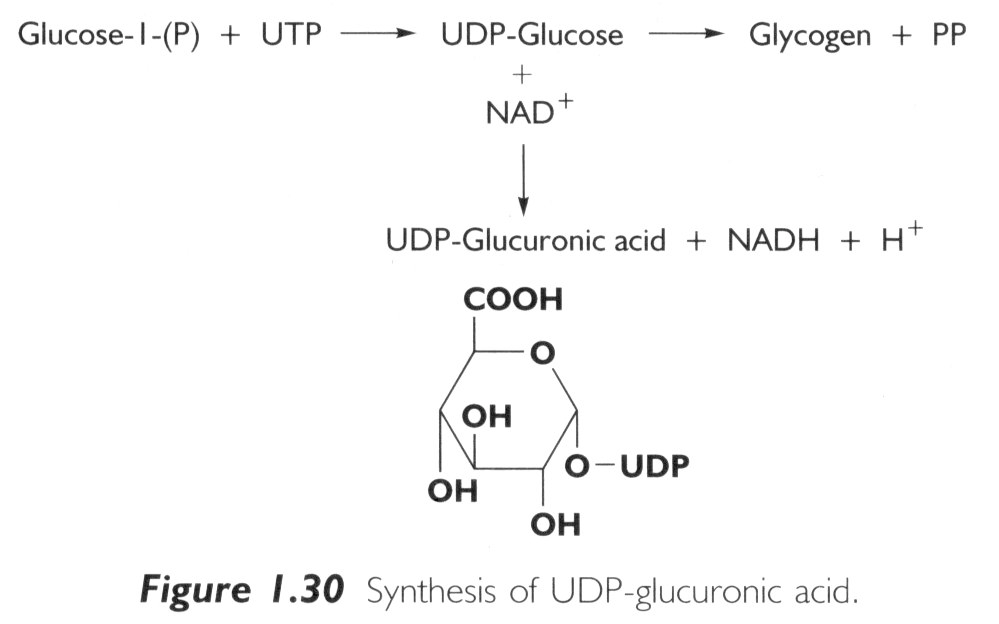 Glucose-1-(P) + UTP → UDP-Glucose → Glycogen + PP
+
NAD⁺
↓
UDP-Glucuronic acid + NADH + H⁺
COOH
O
OH
O–UDP
OH
OH
Figure 1.30 Synthesis of UDP-glucuronic acid.